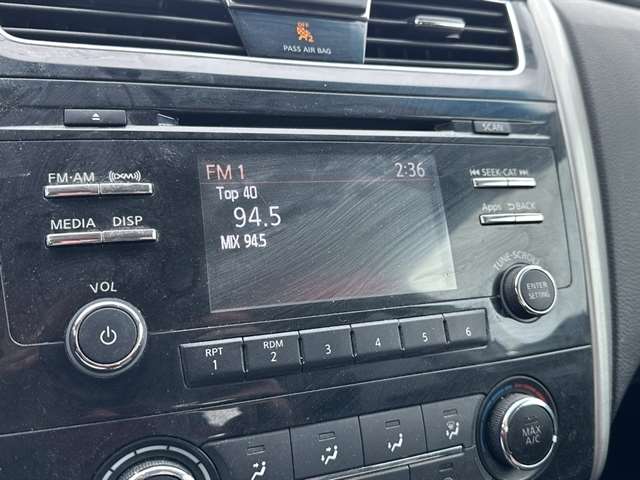 OFF
2
PASS AIR BAG
SCAN
FM·AM
((XM))
SEEK·CAT
MEDIA
DISP
Apps
BACK
FM 1
2:36
Top 40
94.5
MIX 94.5
TUNE·SCROLL
ENTER
SETTING
VOL
RPT
1
RDM
2
3
4
5
6
MAX
A/C